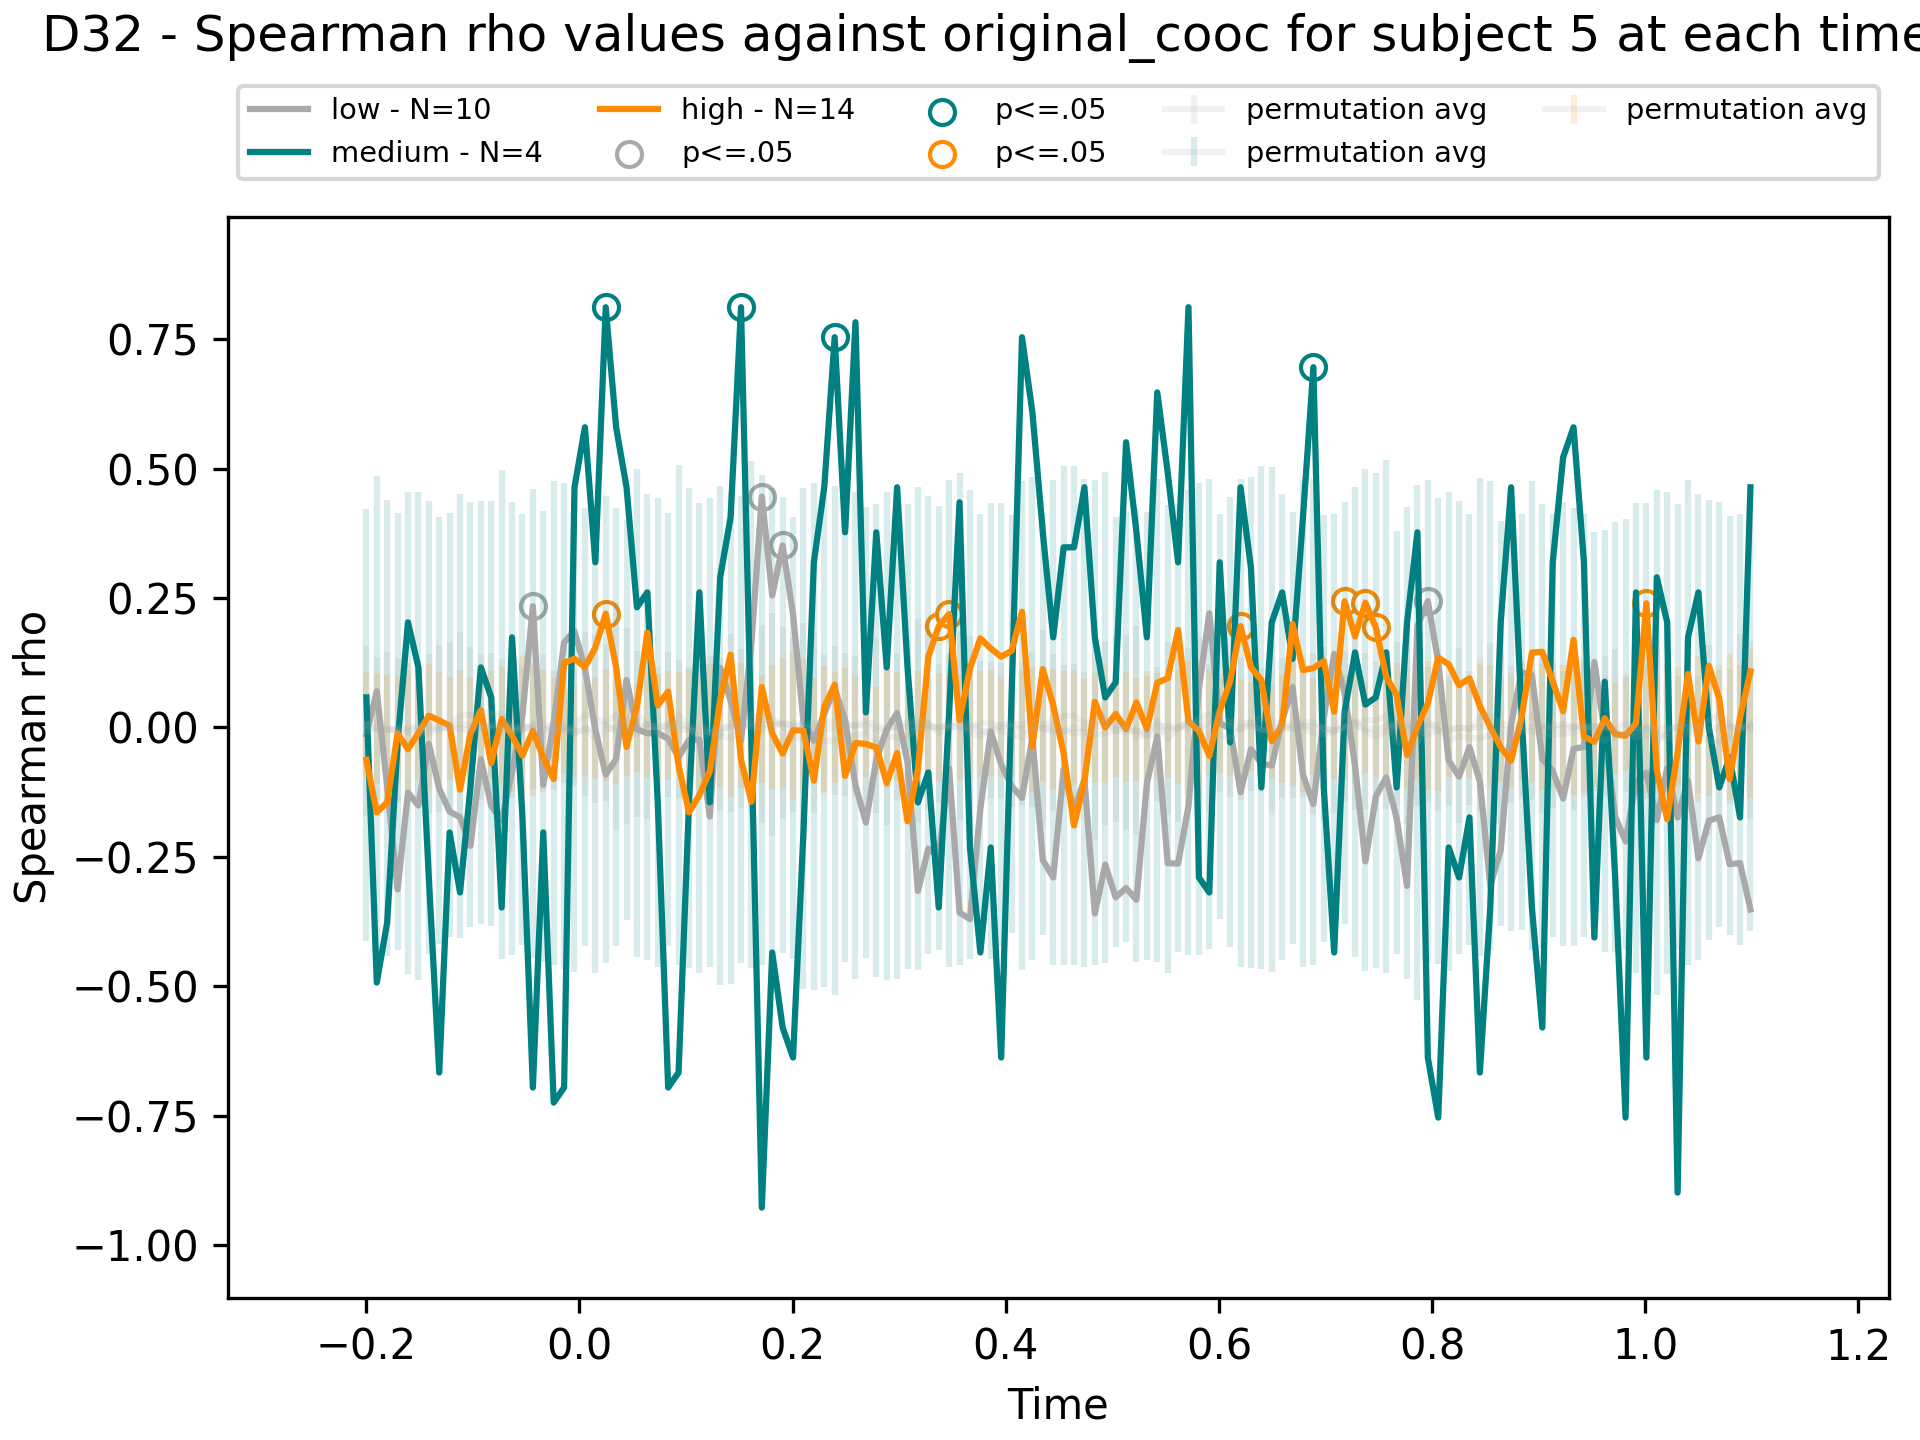 D32 - Spearman rho values against original_cooc for subject 5 at each time
low - N=10
medium - N=4
high - N=14
p<=.05
p<=.05
p<=.05
permutation avg
permutation avg
permutation avg
Spearman rho
0.75
0.50
0.25
0.00
−0.25
−0.50
−0.75
−1.00
−0.2 0.0 0.2 0.4 0.6 0.8 1.0 1.2
Time